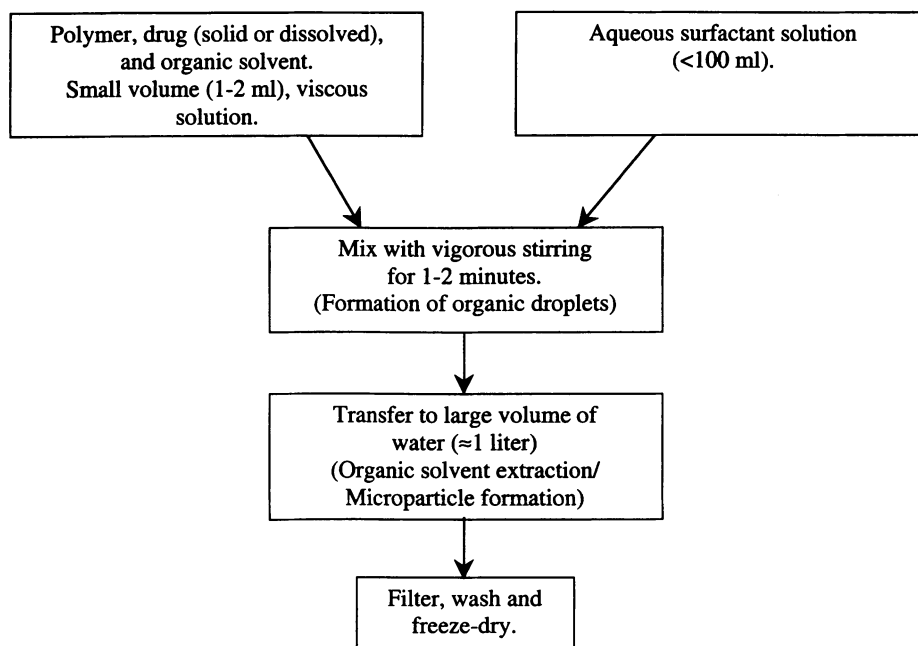 Polymer, drug (solid or dissolved),
and organic solvent.
Small volume (1-2 ml), viscous
solution.
Aqueous surfactant solution
(<100 ml).
Mix with vigorous stirring
for 1-2 minutes.
(Formation of organic droplets)
Transfer to large volume of
water (≈1 liter)
(Organic solvent extraction/
Microparticle formation)
Filter, wash and
freeze-dry.